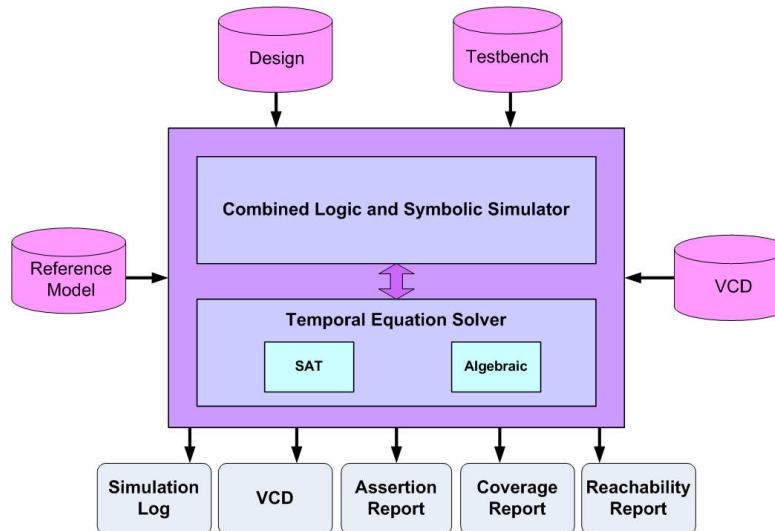 Design
Testbench
Combined Logic and Symbolic Simulator
Reference
Model
VCD
Temporal Equation Solver
SAT
Algebraic
Simulation
Log
VCD
Assertion
Report
Coverage
Report
Reachability
Report